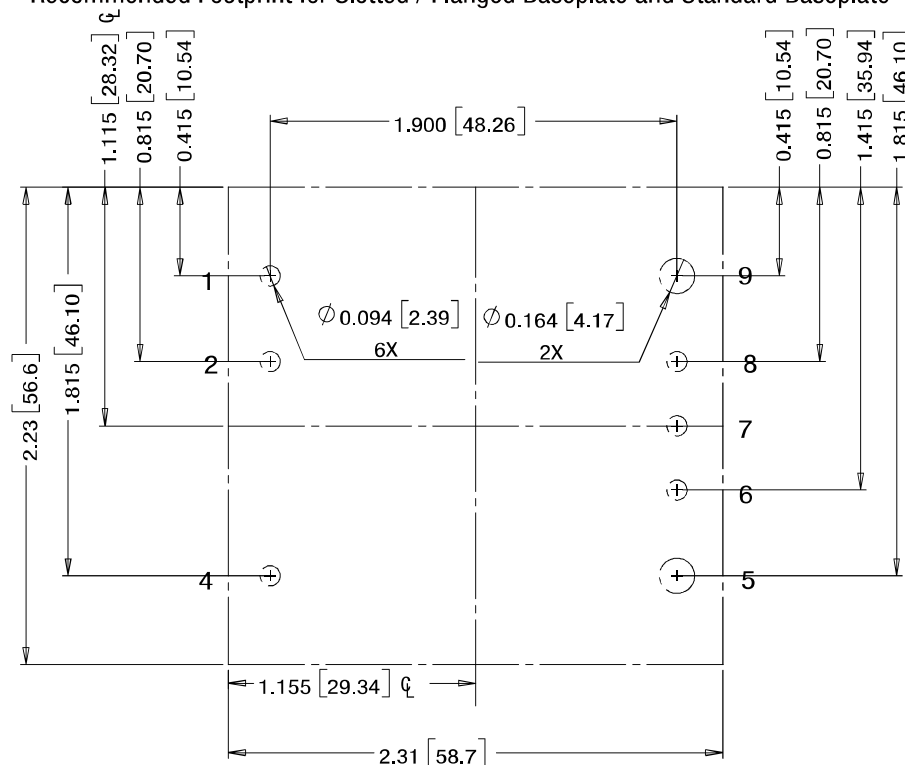 Recommended Footprint for Slotted / Flanged Baseplate and Standard Baseplate
1.115 [28.32] ℄
0.815 [20.70]
0.415 [10.54]
0.415 [10.54]
0.815 [20.70]
1.415 [35.94]
1.815 [46.10]
1.900 [48.26]
1
9
Ø 0.094 [2.39]
6X
Ø 0.164 [4.17]
2X
2
8
7
6
4
5
2.23 [56.6]
1.815 [46.10]
1.155 [29.34] ℄
2.31 [58.7]